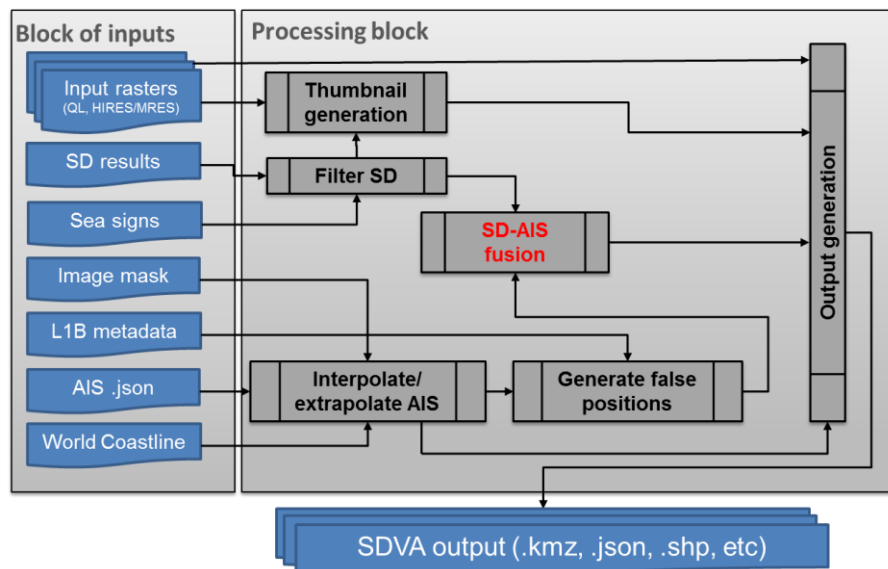 Block of inputs
Processing block
Input rasters
(QL, HIRES/MRES)
SD results
Sea signs
Image mask
L1B metadata
AIS .json
World Coastline
Thumbnail
generation
Filter SD
SD-AIS
fusion
Interpolate/
extrapolate AIS
Generate false
positions
Output generation
SDVA output (.kmz, .json, .shp, etc)